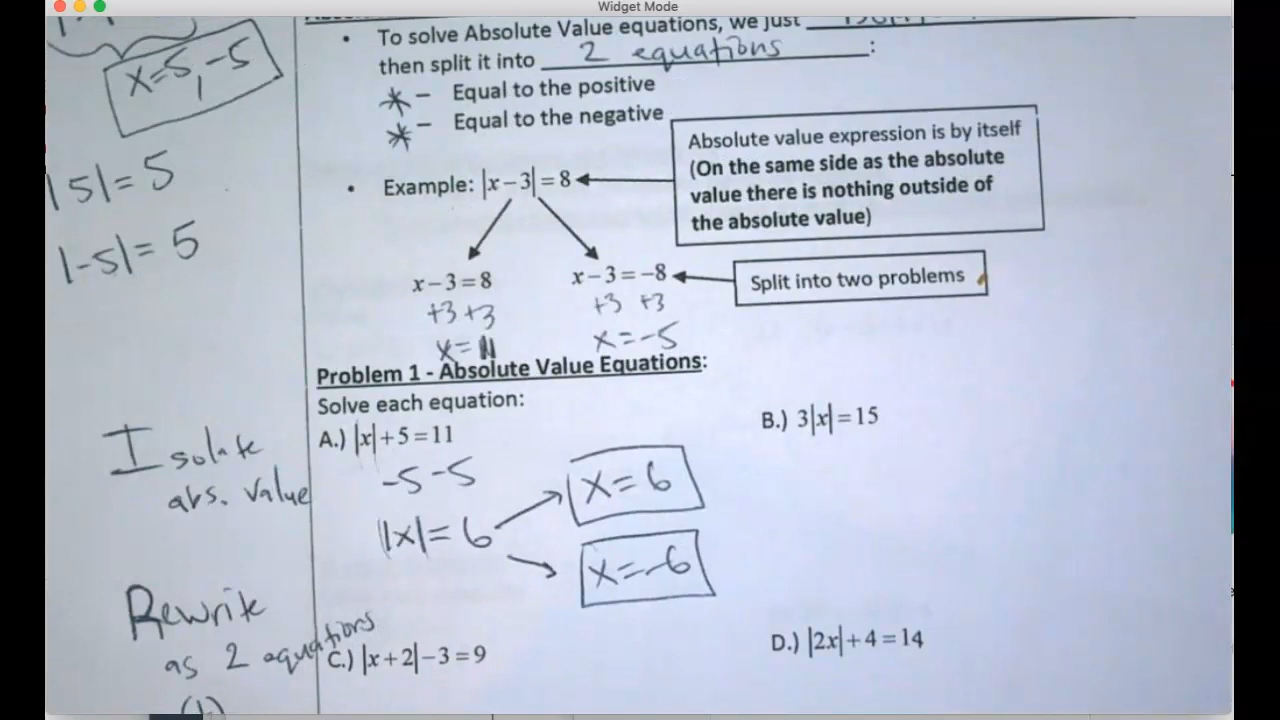 Widget Mode
To solve Absolute Value equations, we just
then split it into 2 equations :
x=5,-5
* – Equal to the positive
* – Equal to the negative
Absolute value expression is by itself
(On the same side as the absolute
value there is nothing outside of
the absolute value)
|5|=5
• Example: |x−3|=8
|-5|=5
x−3=8 x−3=−8
Split into two problems
+3 +3 +3 +3
x=11 x=-5
Problem 1 - Absolute Value Equations:
Solve each equation:
A.) |x|+5=11 B.) 3|x|=15
Isolate
abs. value
-5 -5
x=6
|x|=6
x=-6
Rewrite
as 2 equations
C.) |x+2|−3=9 D.) |2x|+4=14